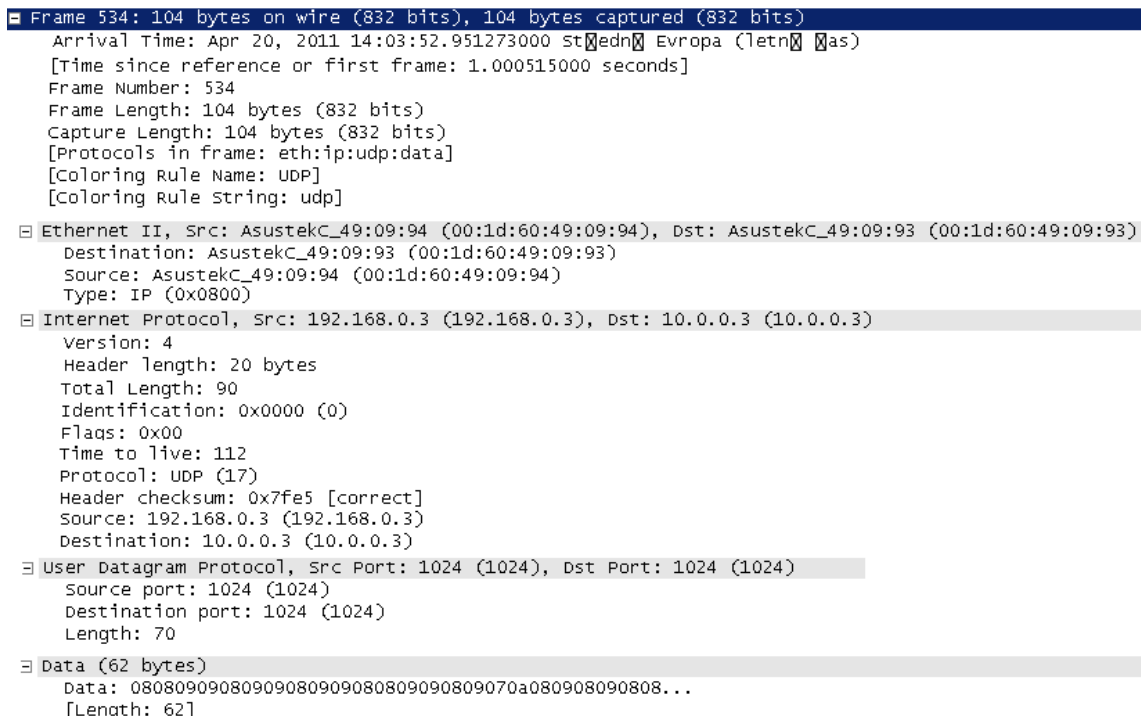 Frame 534: 104 bytes on wire (832 bits), 104 bytes captured (832 bits)
Arrival Time: Apr 20, 2011 14:03:52.951273000 St☒edn☒ Evropa (letn☒ ☒as)
[Time since reference or first frame: 1.000515000 seconds]
Frame Number: 534
Frame Length: 104 bytes (832 bits)
Capture Length: 104 bytes (832 bits)
[Protocols in frame: eth:ip:udp:data]
[Coloring Rule Name: UDP]
[Coloring Rule String: udp]
Ethernet II, Src: AsustekC_49:09:94 (00:1d:60:49:09:94), Dst: AsustekC_49:09:93 (00:1d:60:49:09:93)
Destination: AsustekC_49:09:93 (00:1d:60:49:09:93)
Source: AsustekC_49:09:94 (00:1d:60:49:09:94)
Type: IP (0x0800)
Internet Protocol, Src: 192.168.0.3 (192.168.0.3), Dst: 10.0.0.3 (10.0.0.3)
Version: 4
Header length: 20 bytes
Total Length: 90
Identification: 0x0000 (0)
Flags: 0x00
Time to live: 112
Protocol: UDP (17)
Header checksum: 0x7fe5 [correct]
Source: 192.168.0.3 (192.168.0.3)
Destination: 10.0.0.3 (10.0.0.3)
User Datagram Protocol, Src Port: 1024 (1024), Dst Port: 1024 (1024)
Source port: 1024 (1024)
Destination port: 1024 (1024)
Length: 70
Data (62 bytes)
Data: 0808090908090908090908080909080907​0a080908090808...
[Length: 62]